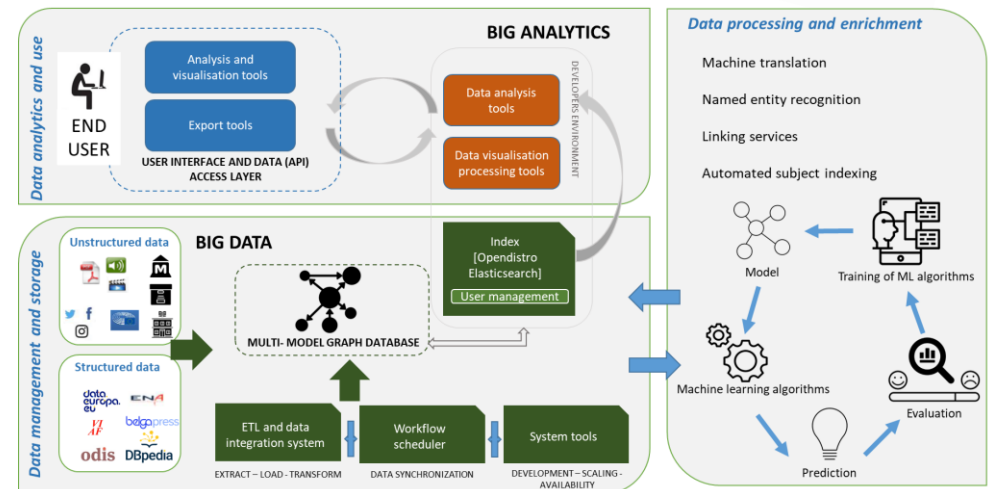 Data analytics and use
END
USER
Analysis and
visualisation tools
Export tools
USER INTERFACE AND DATA (API)
ACCESS LAYER
BIG ANALYTICS
Data analysis
tools
Data visualisation
processing tools
DEVELOPERS ENVIRONMENT
Data management and storage
Unstructured data
BIG DATA
Structured data
data
europa.
eu
ENA
VIAF
belgapress
odis
DBpedia
MULTI- MODEL GRAPH DATABASE
Index
[Opendistro
Elasticsearch]
User management
ETL and data
integration system
EXTRACT – LOAD - TRANSFORM
Workflow
scheduler
DATA SYNCHRONIZATION
System tools
DEVELOPMENT – SCALING -
AVAILABILITY
Data processing and enrichment
Machine translation
Named entity recognition
Linking services
Automated subject indexing
Model
Training of ML algorithms
Machine learning algorithms
Evaluation
Prediction